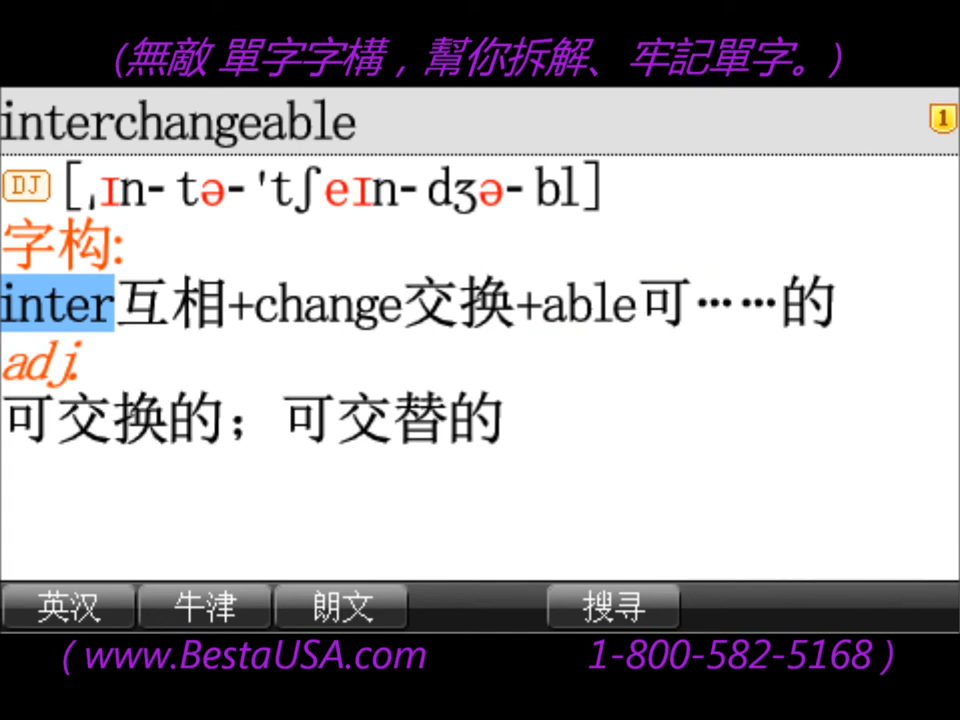 (無敵 單字字構，幫你拆解、牢記單字。)
interchangeable
1
DJ [ˌɪn-tə-'tʃeɪn-dʒə-bl]
字构:
inter互相+change交换+able可……的
adj.
可交换的；可交替的
英汉 牛津 朗文 搜寻
( www.BestaUSA.com 1-800-582-5168 )